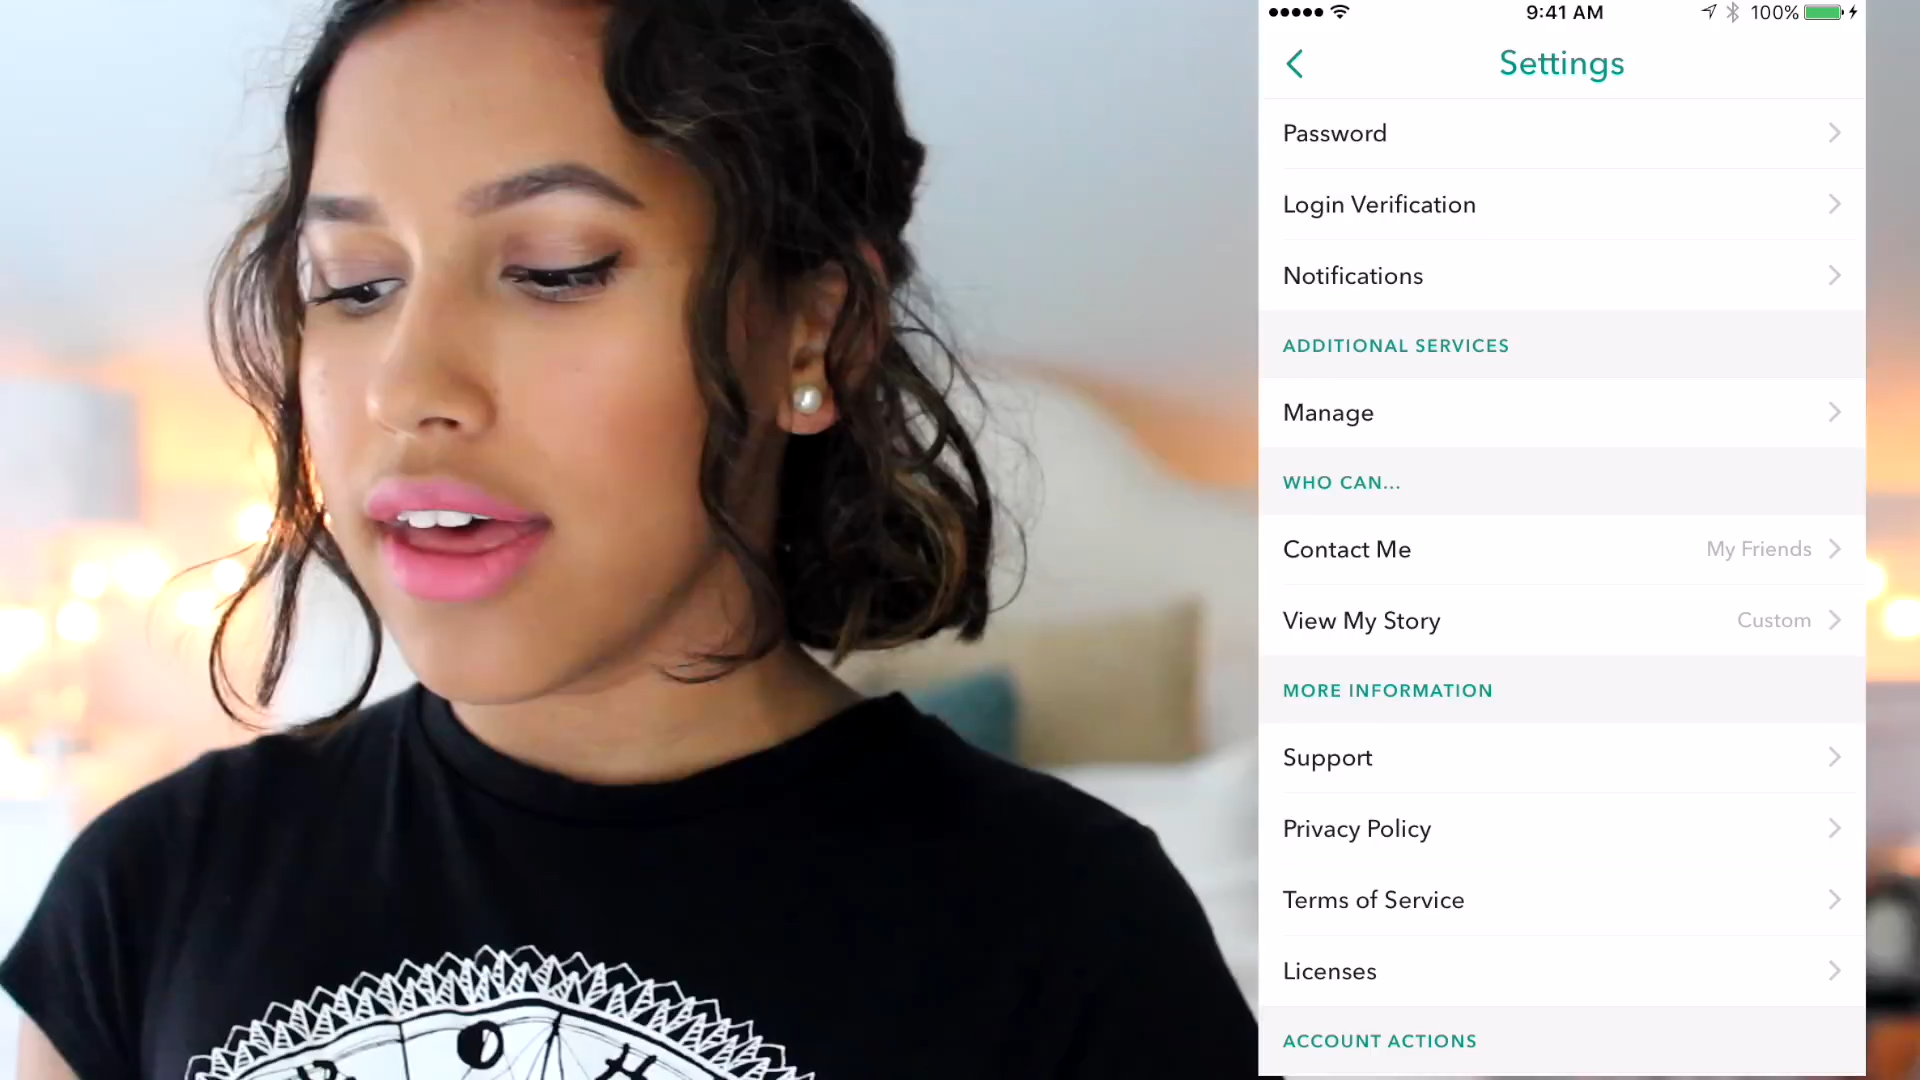 9:41 AM
100%
Settings
Password
Login Verification
Notifications
ADDITIONAL SERVICES
Manage
WHO CAN...
Contact Me
My Friends
View My Story
Custom
MORE INFORMATION
Support
Privacy Policy
Terms of Service
Licenses
ACCOUNT ACTIONS